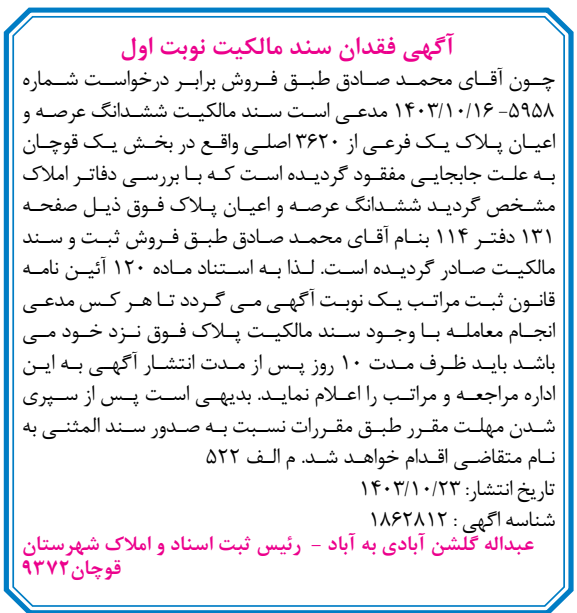 آگهی فقدان سند مالکیت نوبت اول
چون آقای محمد صادق طبق فروش برابر درخواست شماره
۵۹۵۸- ۱۴۰۳/۱۰/۱۶ مدعی است سند مالکیت ششدانگ عرصه و
اعیان پلاک یک فرعی از ۳۶۲۰ اصلی واقع در بخش یک قوچان
به علت جابجایی مفقود گردیده است که با بررسی دفاتر املاک
مشخص گردید ششدانگ عرصه و اعیان پلاک فوق ذیل صفحه
۱۳۱ دفتر ۱۱۴ بنام آقای محمد صادق طبق فروش ثبت و سند
مالکیت صادر گردیده است. لذا به استناد ماده ۱۲۰ آئین نامه
قانون ثبت مراتب یک نوبت آگهی می گردد تا هر کس مدعی
انجام معامله با وجود سند مالکیت پلاک فوق نزد خود می
باشد باید ظرف مدت ۱۰ روز پس از مدت انتشار آگهی به این
اداره مراجعه و مراتب را اعلام نماید. بدیهی است پس از سپری
شدن مهلت مقرر طبق مقررات نسبت به صدور سند المثنی به
نام متقاضی اقدام خواهد شد. م الف ۵۲۲
تاریخ انتشار: ۱۴۰۳/۱۰/۲۳
شناسه اگهی : ۱۸۶۲۸۱۲
عبداله گلشن آبادی به آباد - رئیس ثبت اسناد و املاک شهرستان
قوچان۹۳۷۲